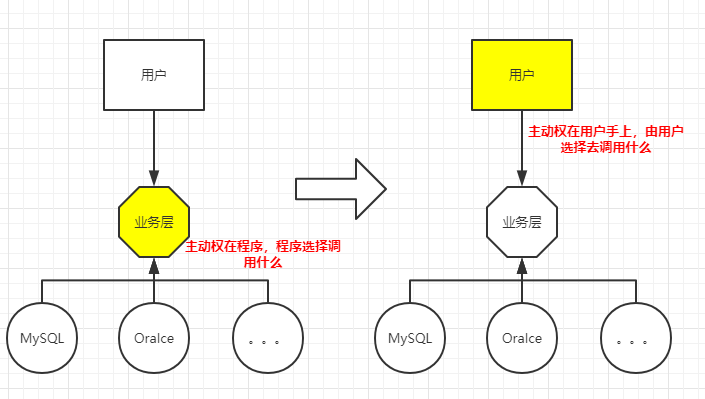 用户
业务层
主动权在程序，程序选择调
用什么
MySQL
Oralce
。。。
用户
主动权在用户手上，由用户
选择去调用什么
业务层
MySQL
Oralce
。。。